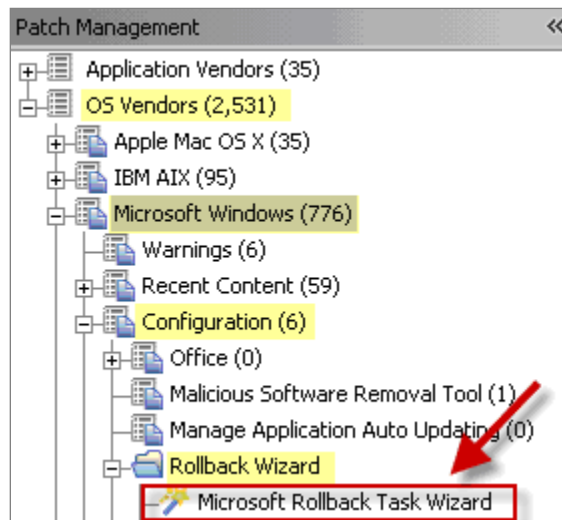 Patch Management
Application Vendors (35)
OS Vendors (2,531)
Apple Mac OS X (35)
IBM AIX (95)
Microsoft Windows (776)
Warnings (6)
Recent Content (59)
Configuration (6)
Office (0)
Malicious Software Removal Tool (1)
Manage Application Auto Updating (0)
Rollback Wizard
Microsoft Rollback Task Wizard